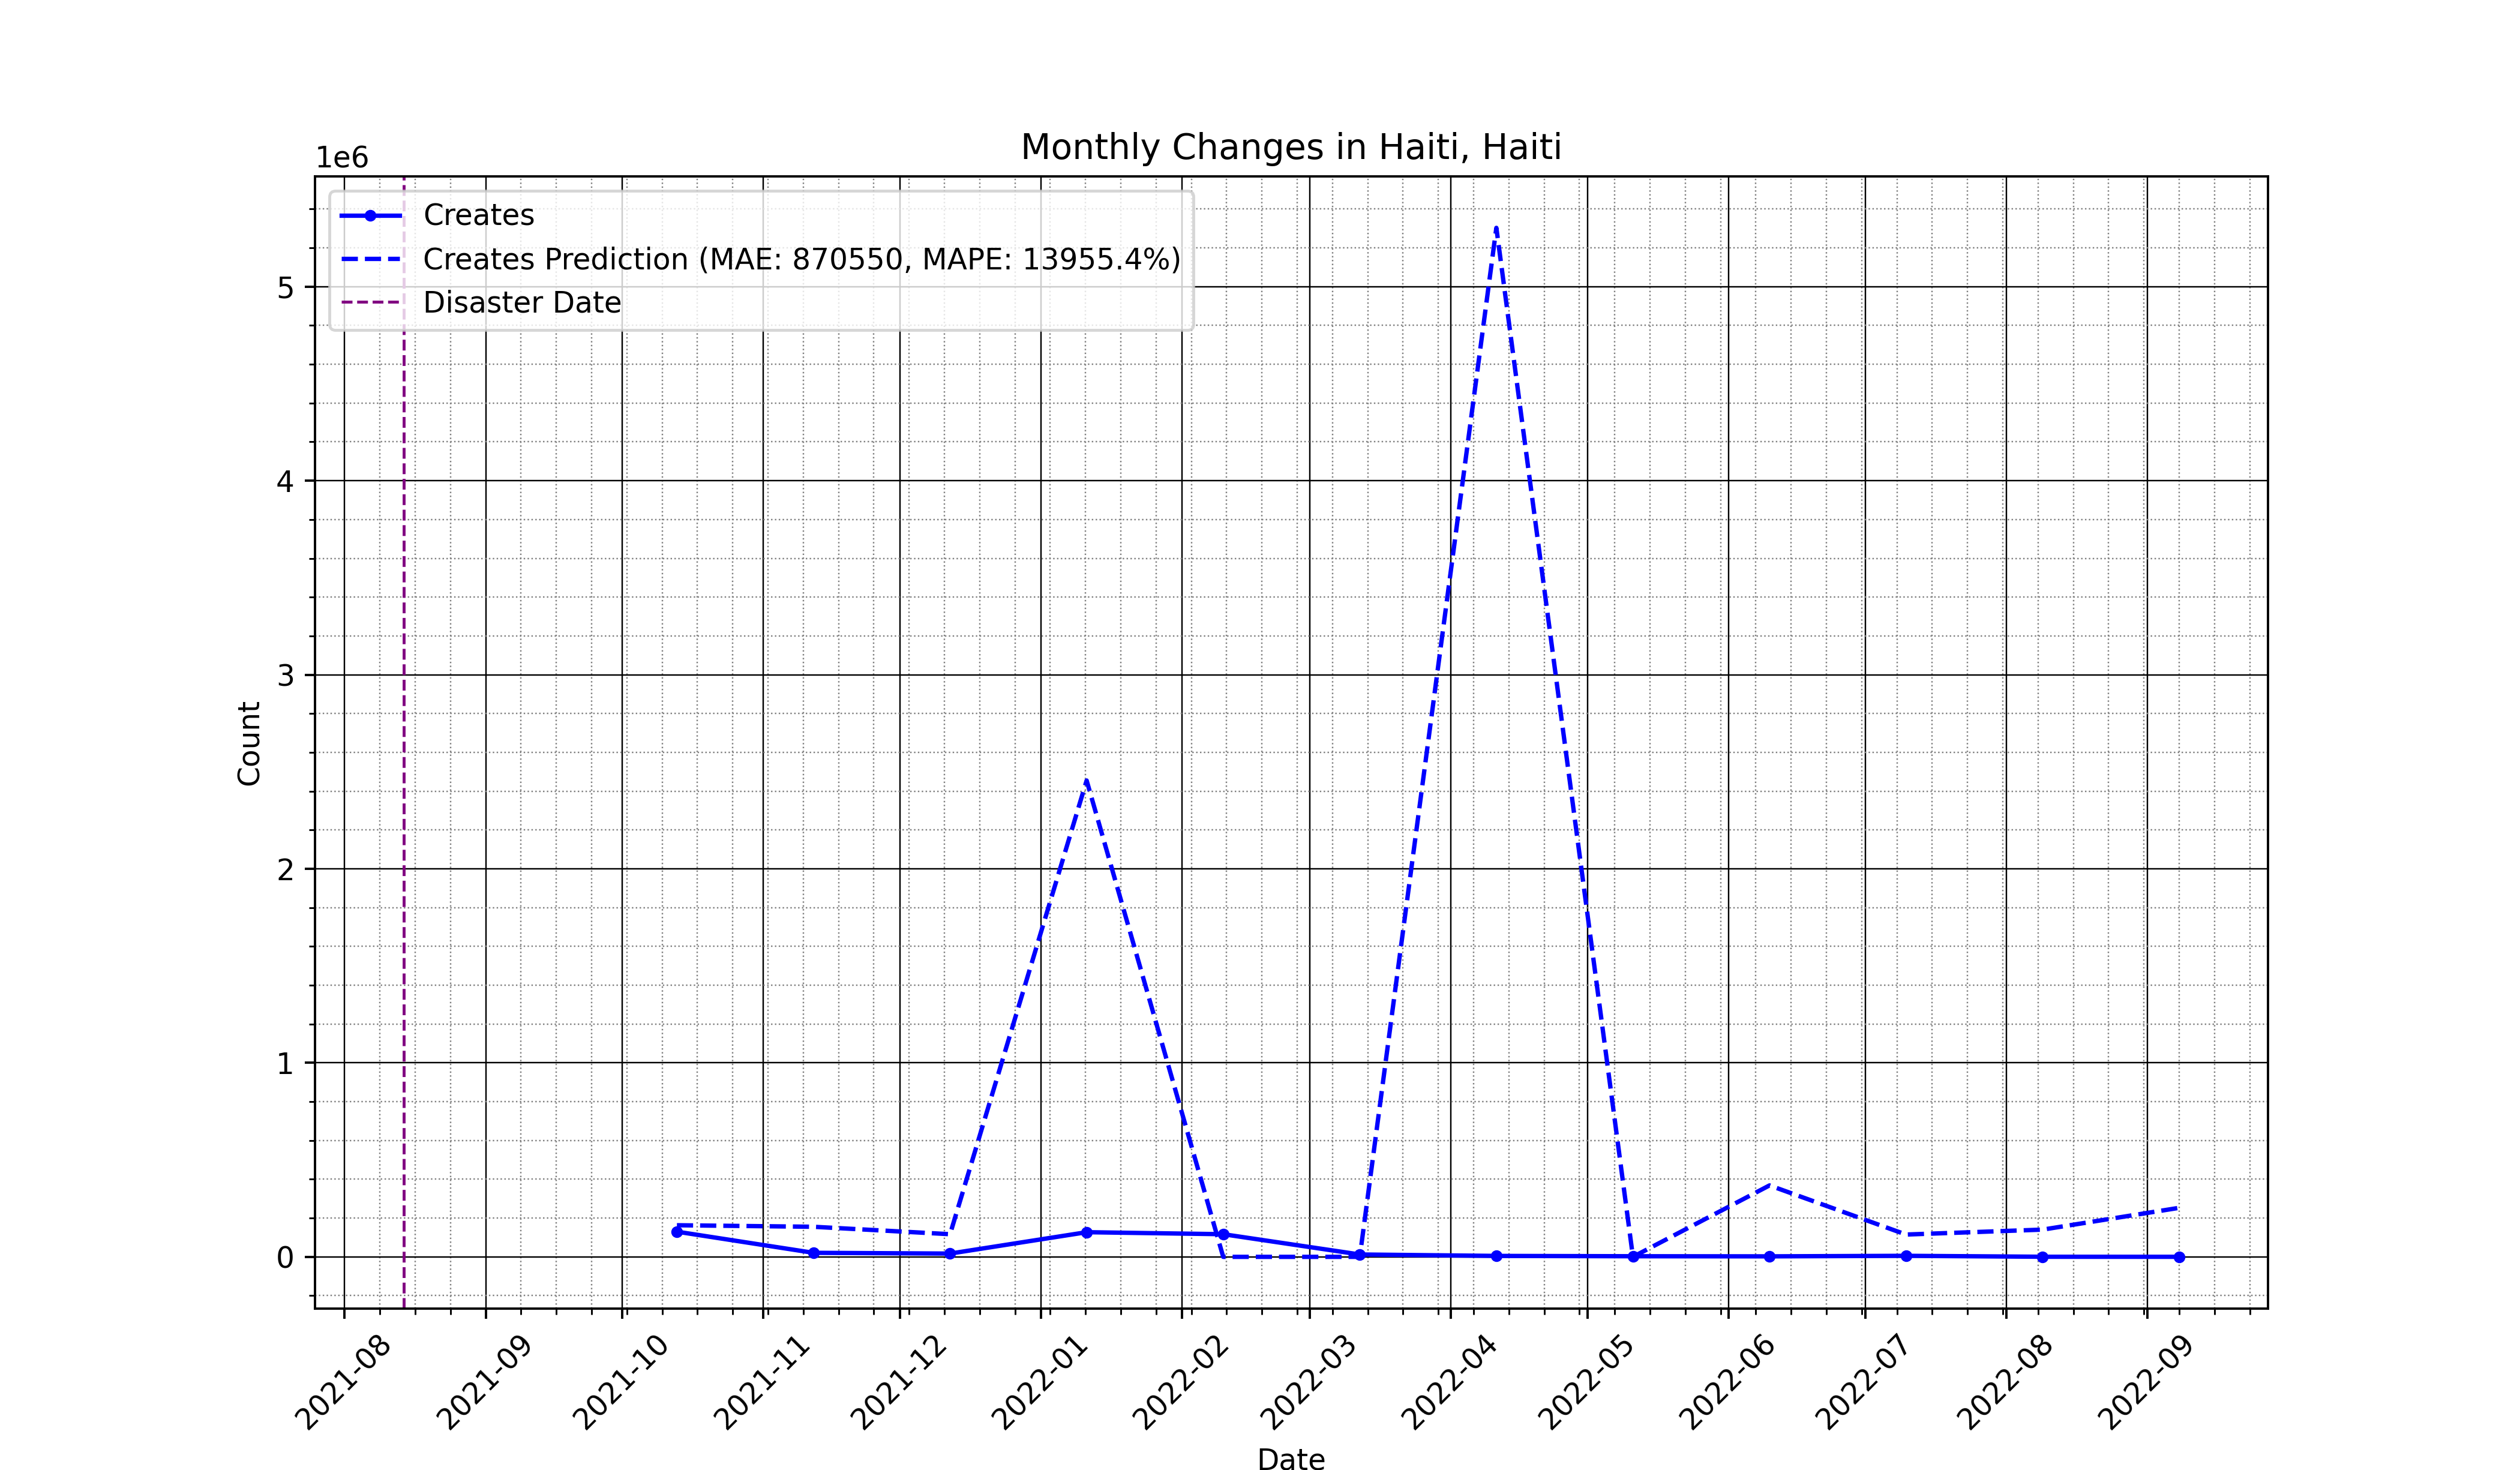 Monthly Changes in Haiti, Haiti
1e6
Creates
Creates Prediction (MAE: 870550, MAPE: 13955.4%)
Disaster Date
5
4
3
2
1
0
Count
2021-08
2021-09
2021-10
2021-11
2021-12
2022-01
2022-02
2022-03
2022-04
2022-05
2022-06
2022-07
2022-08
2022-09
Date